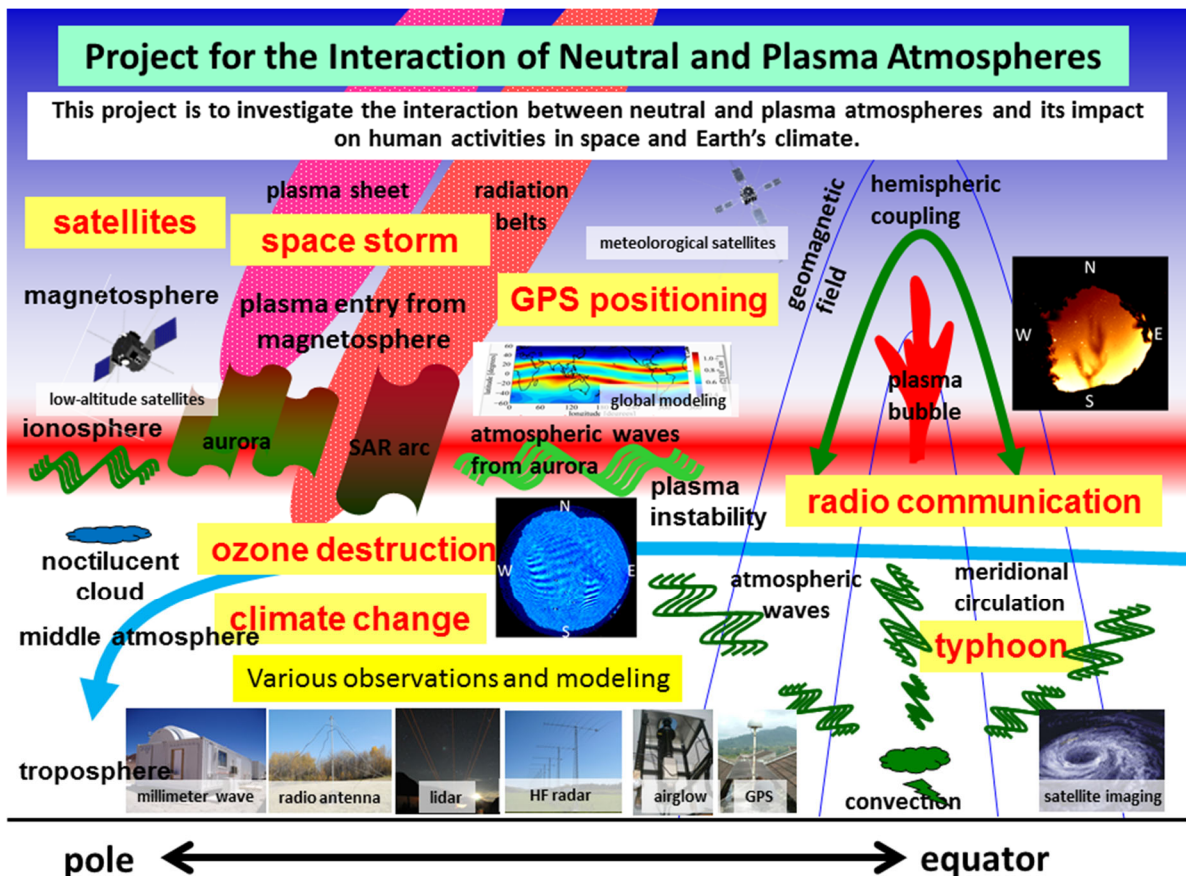 Project for the Interaction of Neutral and Plasma Atmospheres
This project is to investigate the interaction between neutral and plasma atmospheres and its impact
on human activities in space and Earth's climate.
plasma sheet
radiation
belts
satellites
space storm
meteolorogical satellites
geomagnetic
field
hemispheric
coupling
magnetosphere
plasma entry from
magnetosphere
GPS positioning
N
W
E
S
low-altitude satellites
global modeling
plasma
bubble
ionosphere
aurora
SAR arc
atmospheric waves
from aurora
plasma
instability
radio communication
noctilucent
cloud
ozone destruction
N
W
E
S
atmospheric
waves
meridional
circulation
climate change
middle atmosphere
typhoon
Various observations and modeling
troposphere
millimeter wave
radio antenna
lidar
HF radar
airglow
GPS
convection
satellite imaging
pole
equator